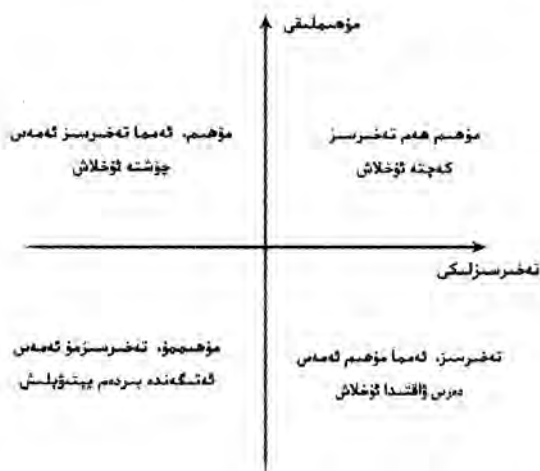 مۇھىملىقى
مۇھىم ھەم تەخىرسىز
كەچتە ئۇخلاش
مۇھىم، ئەمما تەخىرسىز ئەمەس
چۈشتە ئۇخلاش
تەخىرسىزلىكى
تەخىرسىز، ئەمما مۇھىم ئەمەس
دەرس ۋاقتىدا ئۇخلاش
مۇھىممۇ، تەخىرسىزمۇ ئەمەس
ئەتىگەندە بىردەم يېتىۋېلىش